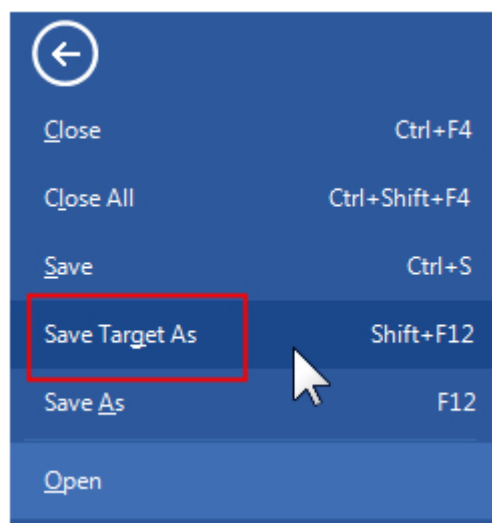 Close Ctrl+F4
Close All Ctrl+Shift+F4
Save Ctrl+S
Save Target As Shift+F12
Save As F12
Open